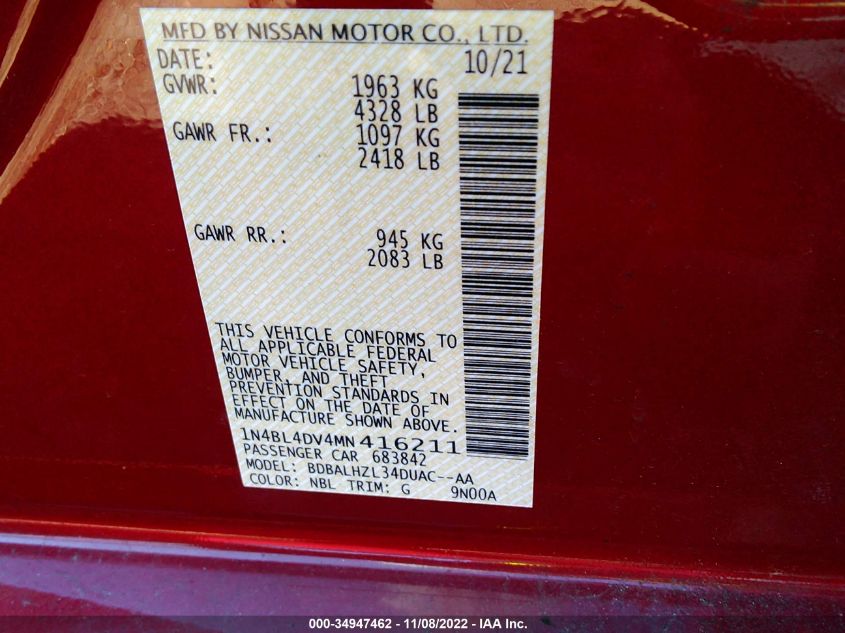 MFD BY NISSAN MOTOR CO., LTD.
DATE: 10/21
GVWR: 1963 KG
4328 LB
GAWR FR.: 1097 KG
2418 LB
GAWR RR.: 945 KG
2083 LB
THIS VEHICLE CONFORMS TO
ALL APPLICABLE FEDERAL
MOTOR VEHICLE SAFETY,
BUMPER, AND THEFT
PREVENTION STANDARDS IN
EFFECT ON THE DATE OF
MANUFACTURE SHOWN ABOVE.
1N4BL4DV4MN416211
PASSENGER CAR 683842
MODEL: BDBALHZL34DUAC--AA
COLOR: NBL TRIM: G 9N00A
000-34947462 - 11/08/2022 - IAA Inc.